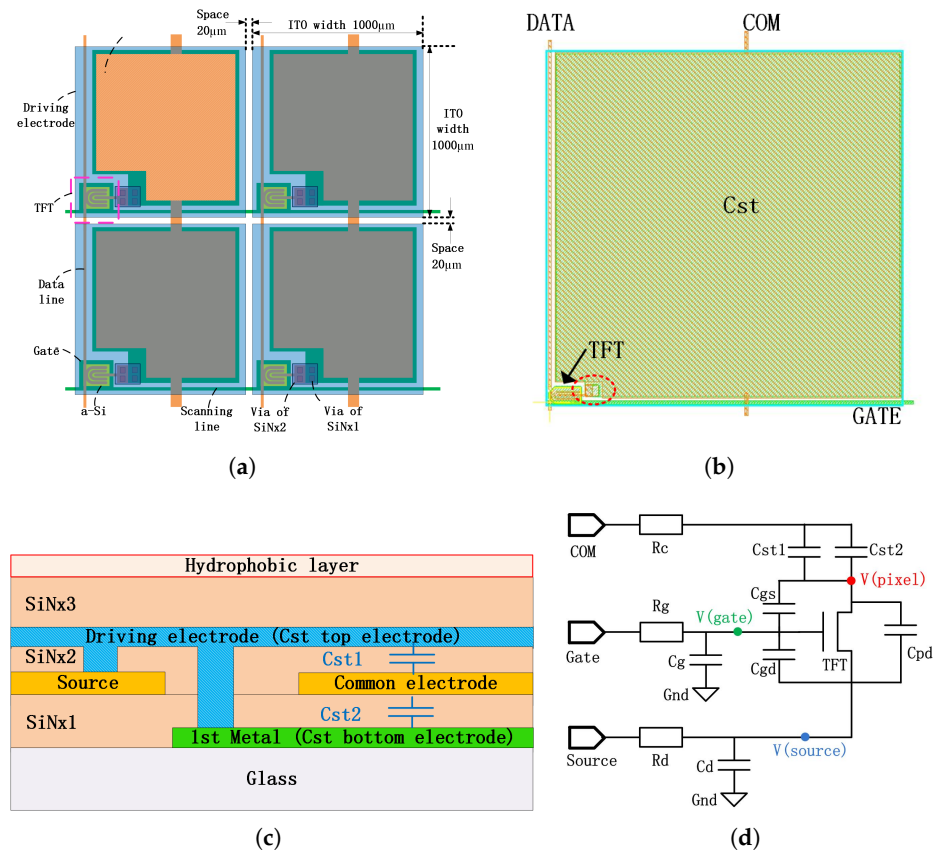 Space
20μm
ITO width 1000μm
Driving
electrode
ITO
width
1000μm
TFT
Space
20μm
Data
line
Gate
a-Si
Scanning
line
Via of
SiNx2
Via of
SiNx1
(a)
DATA
COM
Cst
TFT
GATE
(b)
Hydrophobic layer
SiNx3
Driving electrode (Cst top electrode)
SiNx2
Cst1
Source
Common electrode
SiNx1
Cst2
1st Metal (Cst bottom electrode)
Glass
(c)
COM
Rc
Cst1
Cst2
V(pixel)
Cgs
Rg
V(gate)
Gate
Cg
Cgd
TFT
Cpd
Gnd
Source
Rd
V(source)
Cd
Gnd
(d)